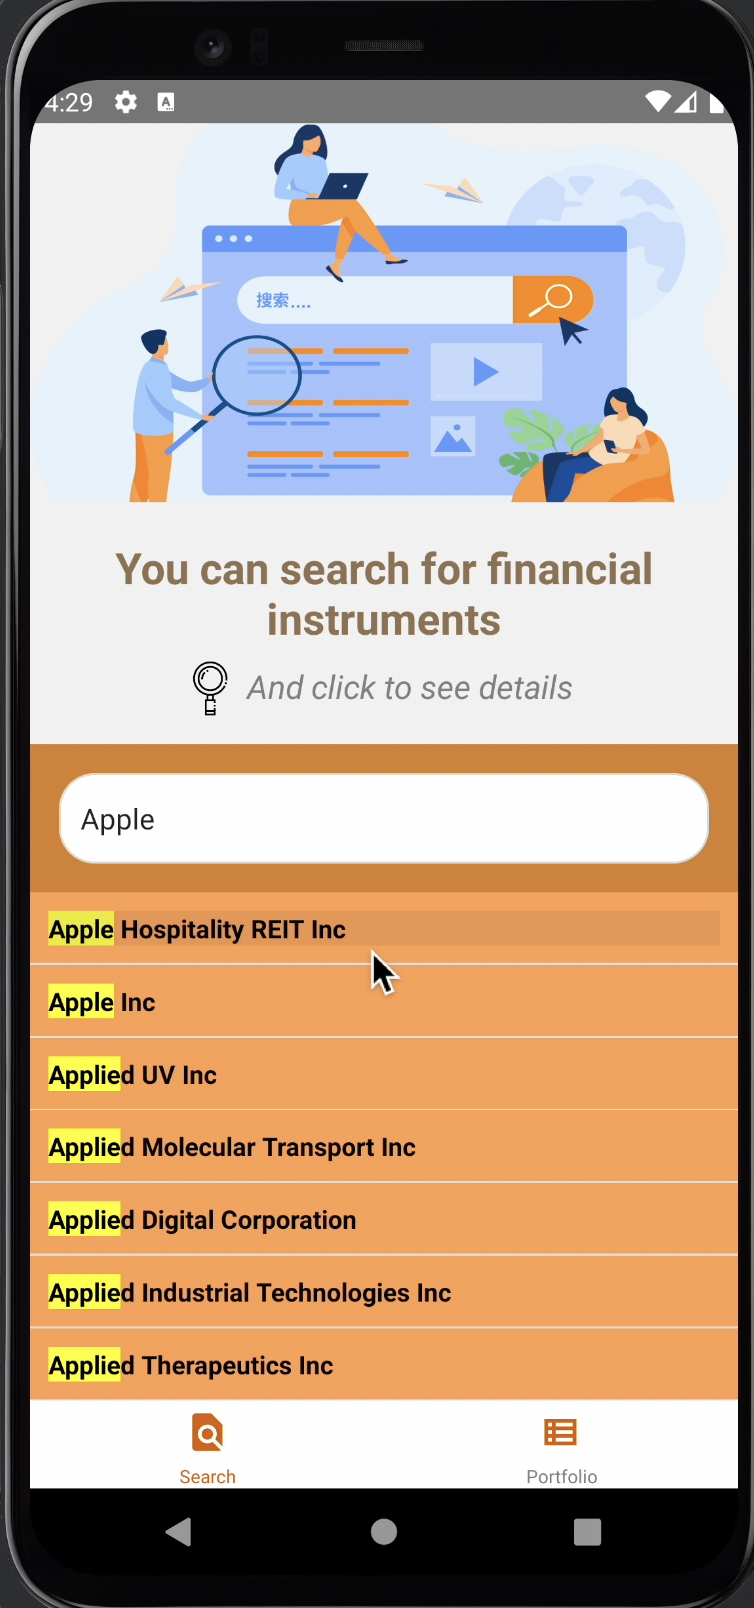 4:29
搜索....
You can search for financial
instruments
And click to see details
Apple
Apple Hospitality REIT Inc
Apple Inc
Applied UV Inc
Applied Molecular Transport Inc
Applied Digital Corporation
Applied Industrial Technologies Inc
Applied Therapeutics Inc
Search
Portfolio